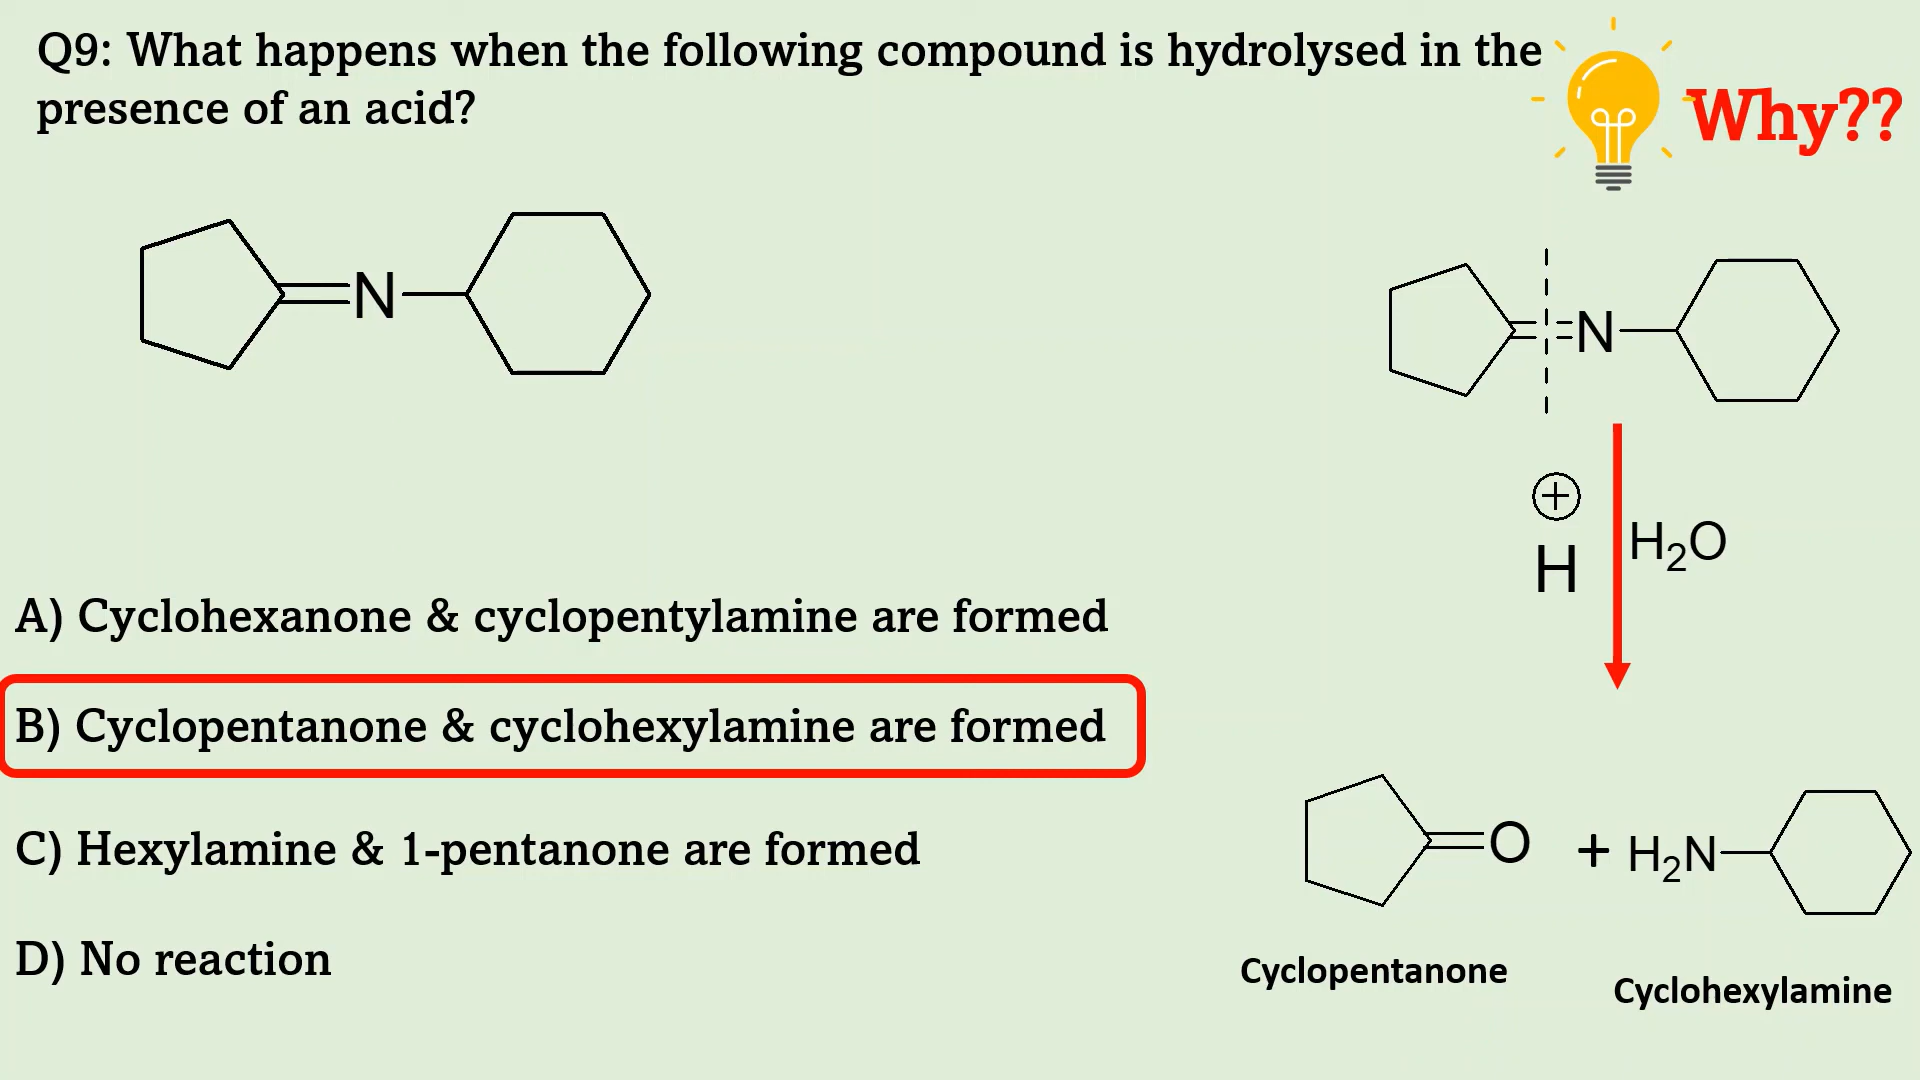 Q9: What happens when the following compound is hydrolysed in the
presence of an acid?
Why??
N
N
+
H
H₂O
A) Cyclohexanone & cyclopentylamine are formed
B) Cyclopentanone & cyclohexylamine are formed
C) Hexylamine & 1-pentanone are formed
D) No reaction
O + H₂N
Cyclopentanone
Cyclohexylamine